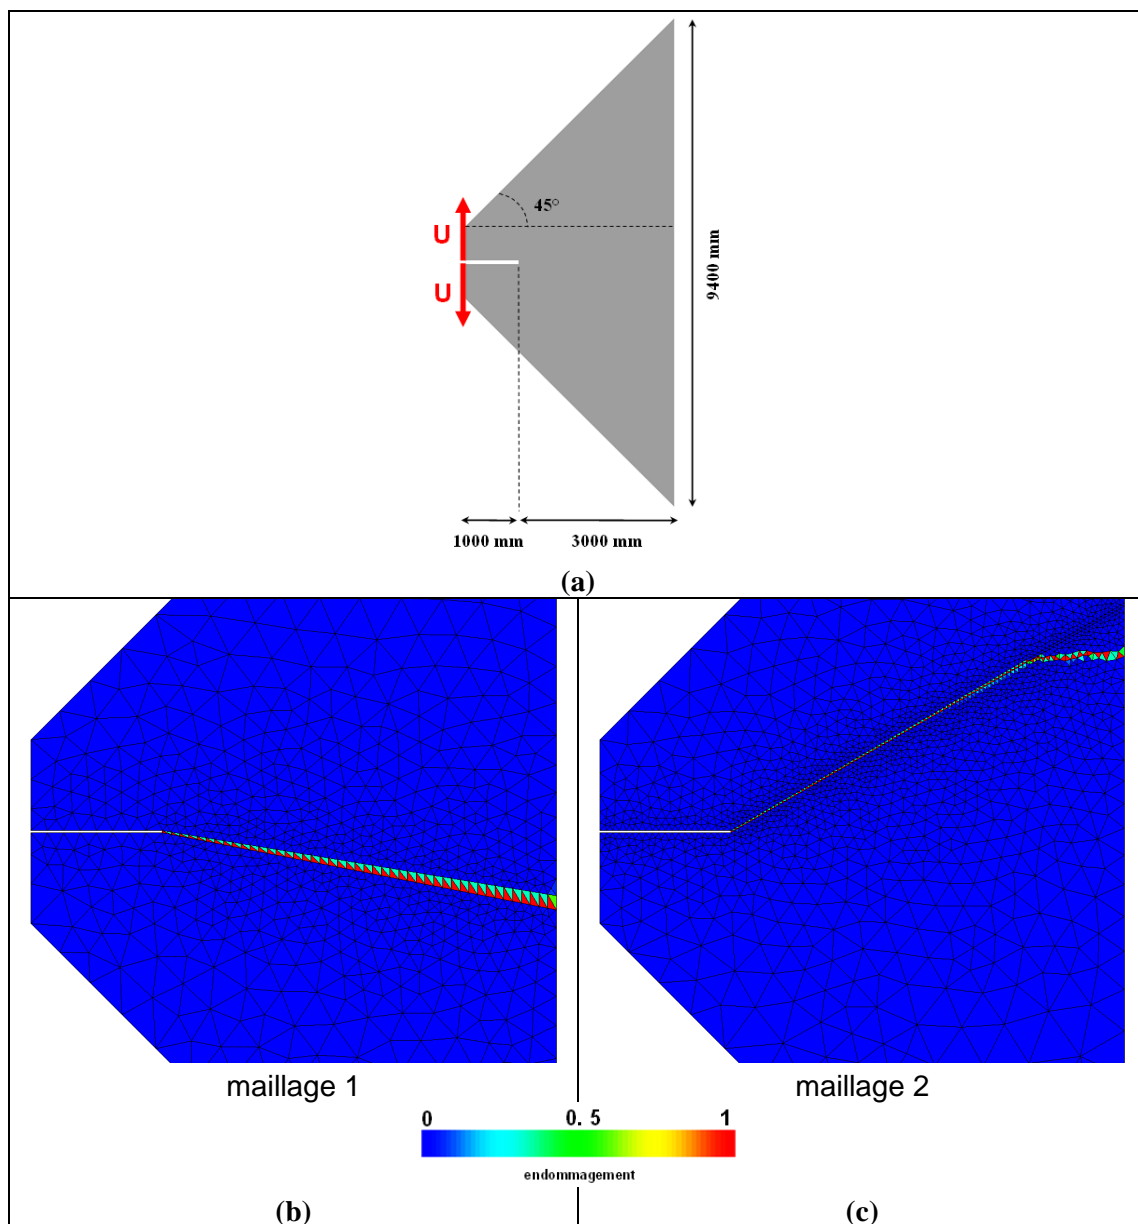 45°
U
U
9400 mm
1000 mm
3000 mm
(a)
maillage 1
maillage 2
0
0.5
1
endommagement
(b)
(c)